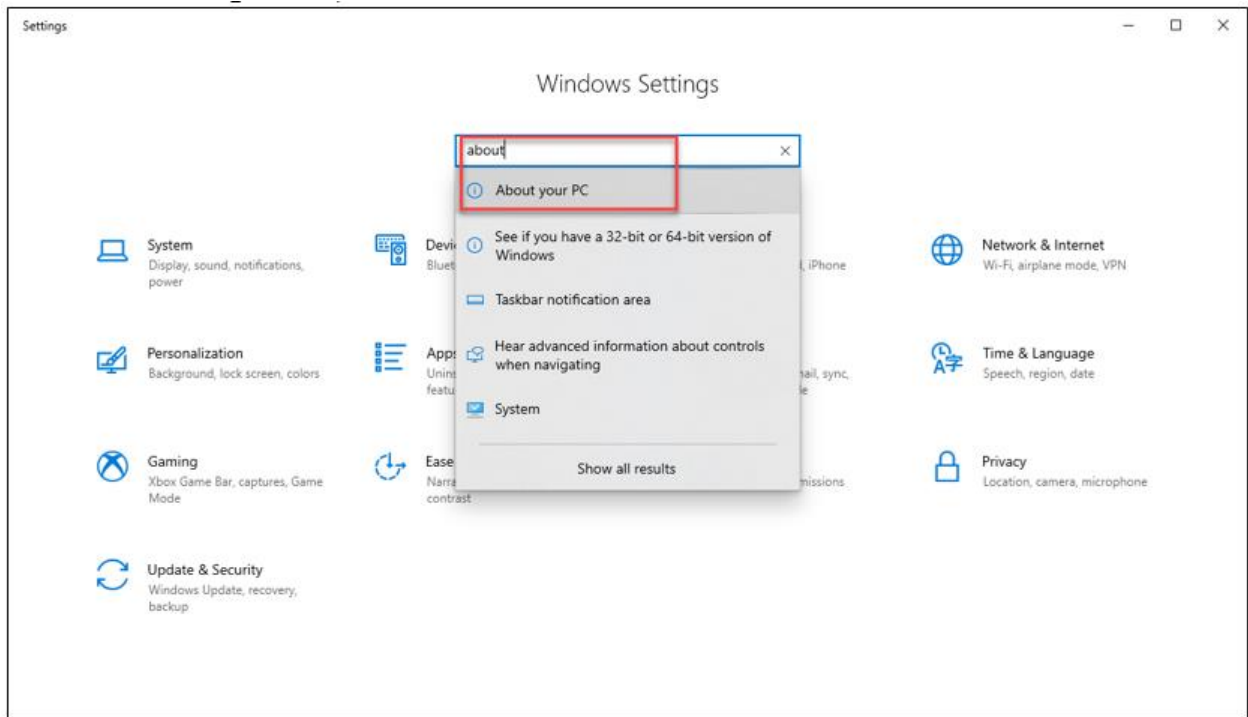 Settings
Windows Settings
about
About your PC
See if you have a 32-bit or 64-bit version of
Windows
Taskbar notification area
Hear advanced information about controls
when navigating
System
Show all results
System
Display, sound, notifications,
power
Devi
Bluet
, iPhone
Network & Internet
Wi-Fi, airplane mode, VPN
Personalization
Background, lock screen, colors
Apps
Unins
featu
ail, sync,
Time & Language
Speech, region, date
Gaming
Xbox Game Bar, captures, Game
Mode
Ease
Narra
contrast
missions
Privacy
Location, camera, microphone
Update & Security
Windows Update, recovery,
backup